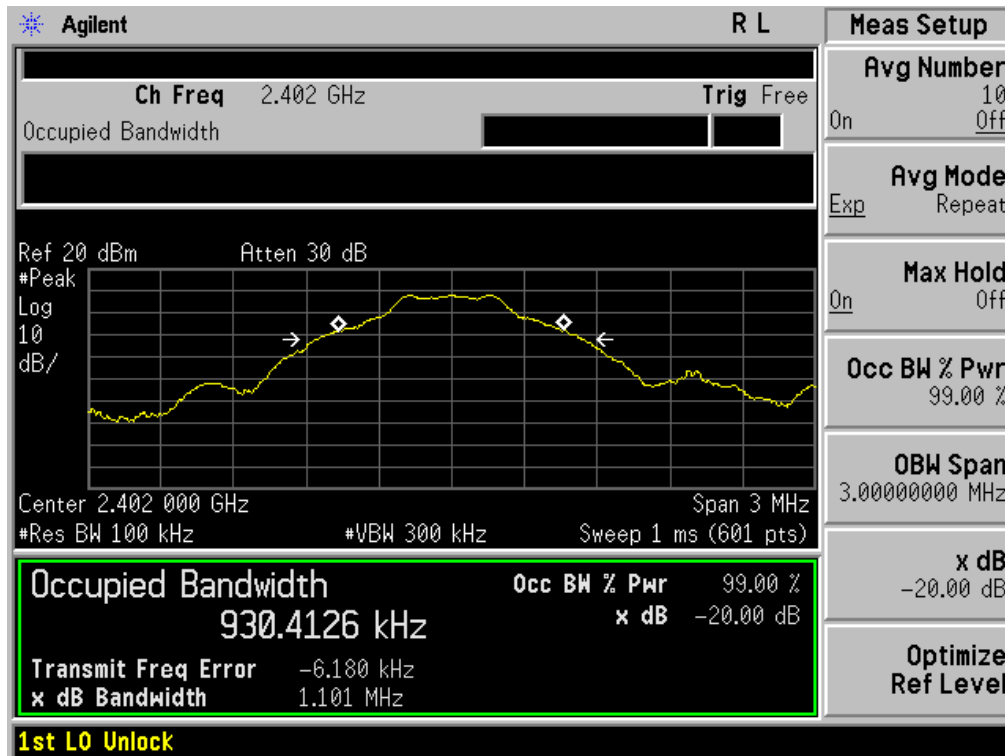 Agilent R L
Ch Freq 2.402 GHz Trig Free
Occupied Bandwidth
Ref 20 dBm Atten 30 dB
#Peak
Log
10
dB/
Center 2.402 000 GHz Span 3 MHz
#Res BW 100 kHz #VBW 300 kHz Sweep 1 ms (601 pts)
Occupied Bandwidth Occ BW % Pwr 99.00 %
930.4126 kHz x dB -20.00 dB
Transmit Freq Error -6.180 kHz
x dB Bandwidth 1.101 MHz
1st LO Unlock
Meas Setup
Avg Number
10
On Off
Avg Mode
Exp Repeat
Max Hold
On Off
Occ BW % Pwr
99.00 %
OBW Span
3.00000000 MHz
x dB
-20.00 dB
Optimize
Ref Level